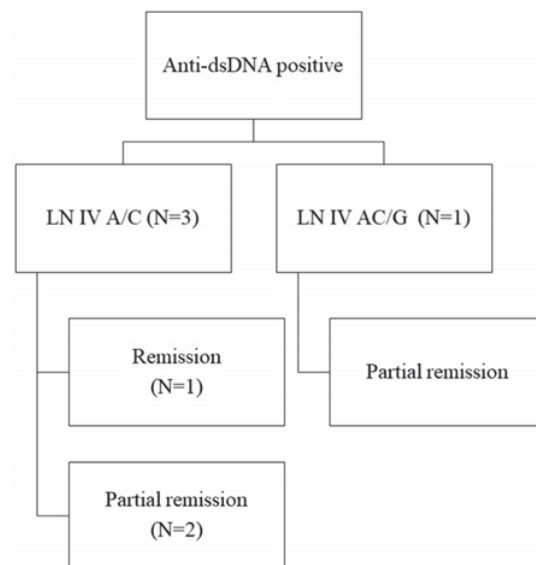 Anti-dsDNA positive
LN IV A/C (N=3)
LN IV AC/G (N=1)
Remission
(N=1)
Partial remission
Partial remission
(N=2)